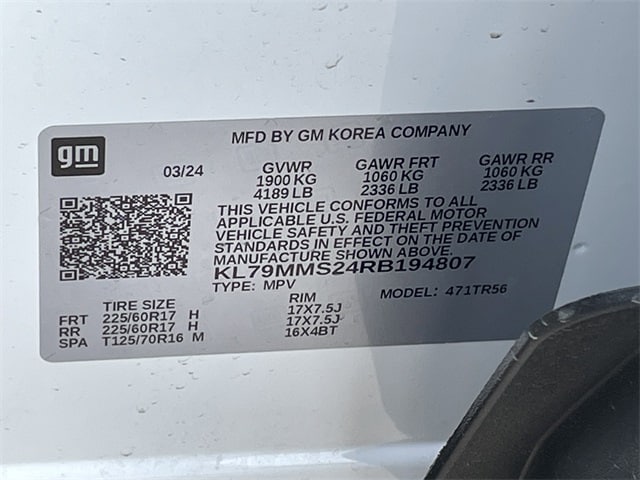 MFD BY GM KOREA COMPANY
gm
03/24 GVWR GAWR FRT GAWR RR
1900 KG 1060 KG 1060 KG
4189 LB 2336 LB 2336 LB
THIS VEHICLE CONFORMS TO ALL
APPLICABLE U.S. FEDERAL MOTOR
VEHICLE SAFETY AND THEFT PREVENTION
STANDARDS IN EFFECT ON THE DATE OF
MANUFACTURE SHOWN ABOVE.
KL79MMS24RB194807
TYPE: MPV MODEL: 471TR56
TIRE SIZE RIM
FRT 225/60R17 H 17X7.5J
RR 225/60R17 H 17X7.5J
SPA T125/70R16 M 16X4BT